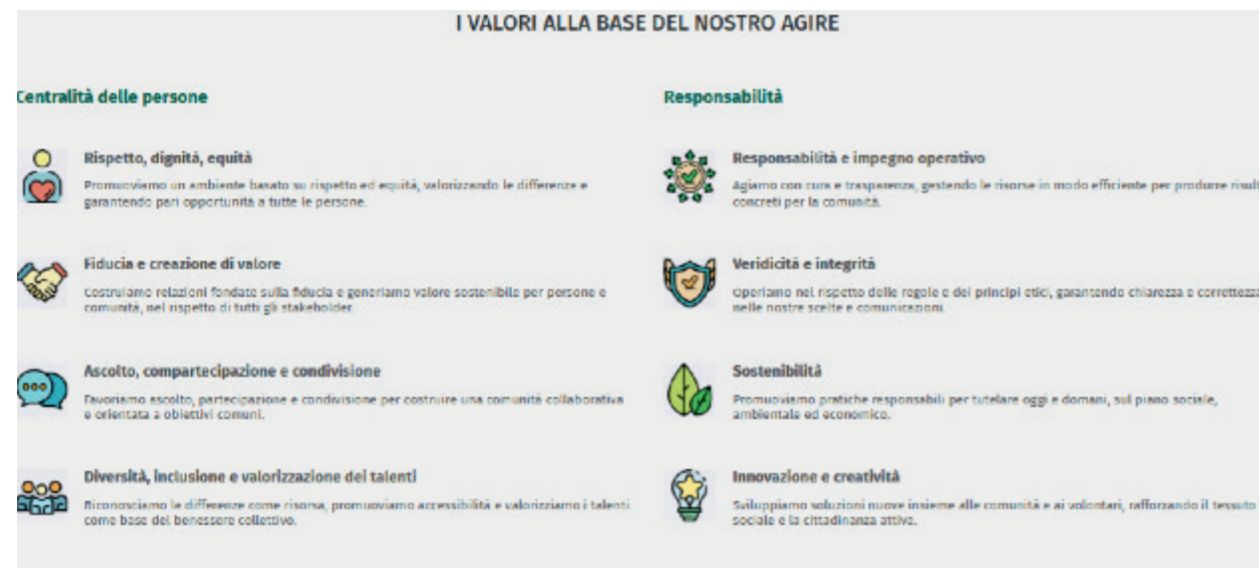 I VALORI ALLA BASE DEL NOSTRO AGIRE
Centralità delle persone
Rispetto, dignità, equità
Promuoviamo un ambiente basato su rispetto ed equità, valorizzando le differenze e
garantendo pari opportunità a tutte le persone.
Fiducia e creazione di valore
Costruiamo relazioni fondate sulla fiducia e generiamo valore sostenibile per persone e
comunità, nel rispetto di tutti gli stakeholder.
Ascolto, compartecipazione e condivisione
Favoriamo ascolto, partecipazione e condivisione per costruire una comunità collaborativa
e orientata a obiettivi comuni.
Diversità, inclusione e valorizzazione dei talenti
Riconosciamo le differenze come risorsa, promuoviamo accessibilità e valorizziamo i talenti
come base del benessere collettivo.
Responsabilità
Responsabilità e impegno operativo
Agiamo con cura e trasparenza, gestendo le risorse in modo efficiente per produrre
concreti per la comunità.
Veridicità e integrità
Operiamo nel rispetto delle regole e dei principi etici, garantendo chiarezza e correttezza
nelle nostre scelte e comunicazioni.
Sostenibilità
Promuoviamo pratiche responsabili per tutelare oggi e domani, sul piano sociale,
ambientale ed economico.
Innovazione e creatività
Sviluppiamo soluzioni nuove insieme alle comunità e ai volontari, rafforzando il tessuto
sociale e la cittadinanza attiva.